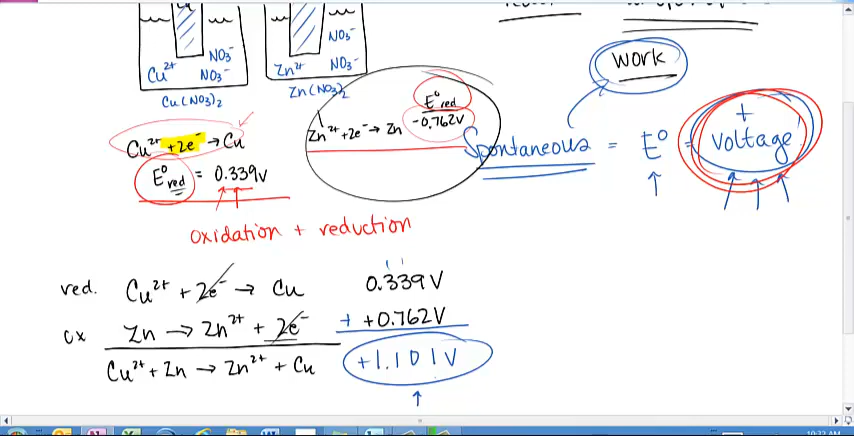 NO₃⁻
NO₃⁻
Cu²⁺ NO₃⁻
Zn²⁺ NO₃⁻
Cu(NO₃)₂
Zn(NO₃)₂
work
E°red
-0.762V
Zn²⁺ + 2e⁻ → Zn
Cu²⁺ + 2e⁻ → Cu
E°red = 0.339V
Spontaneous = E° = + voltage
oxidation + reduction
red. Cu²⁺ + 2e⁻ → Cu 0.339V
ox Zn → Zn²⁺ + 2e⁻ + +0.762V
Cu²⁺ + Zn → Zn²⁺ + Cu +1.101V